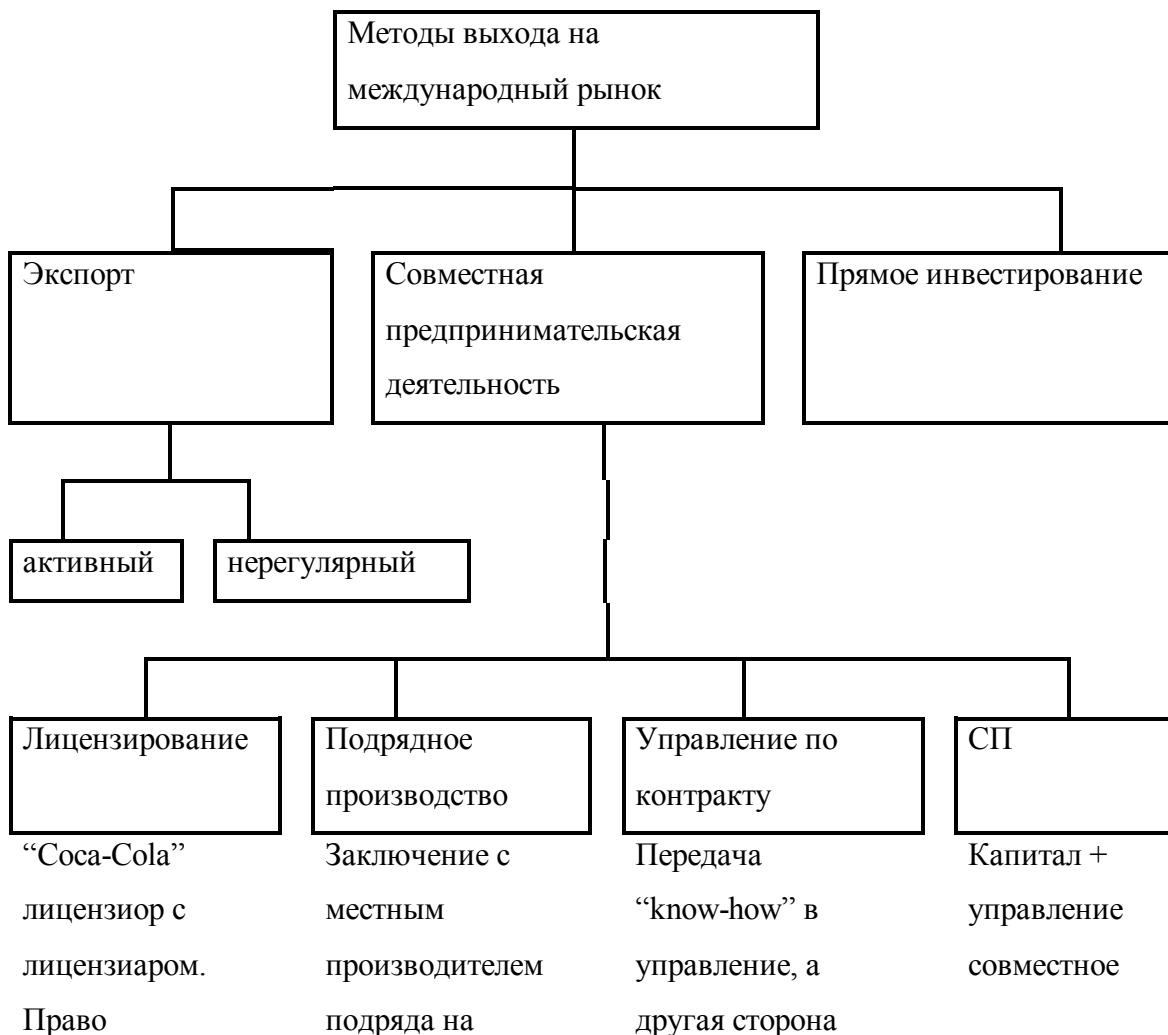 Методы выхода на
международный рынок
Экспорт
Совместная
предпринимательская
деятельность
Прямое инвестирование
активный
нерегулярный
Лицензирование
Подрядное
производство
Управление по
контракту
СП
“Coca-Cola”
лицензиор с
лицензиаром.
Право
Заключение с
местным
производителем
подряда на
Передача
“know-how” в
управление, а
другая сторона
Капитал +
управление
совместное